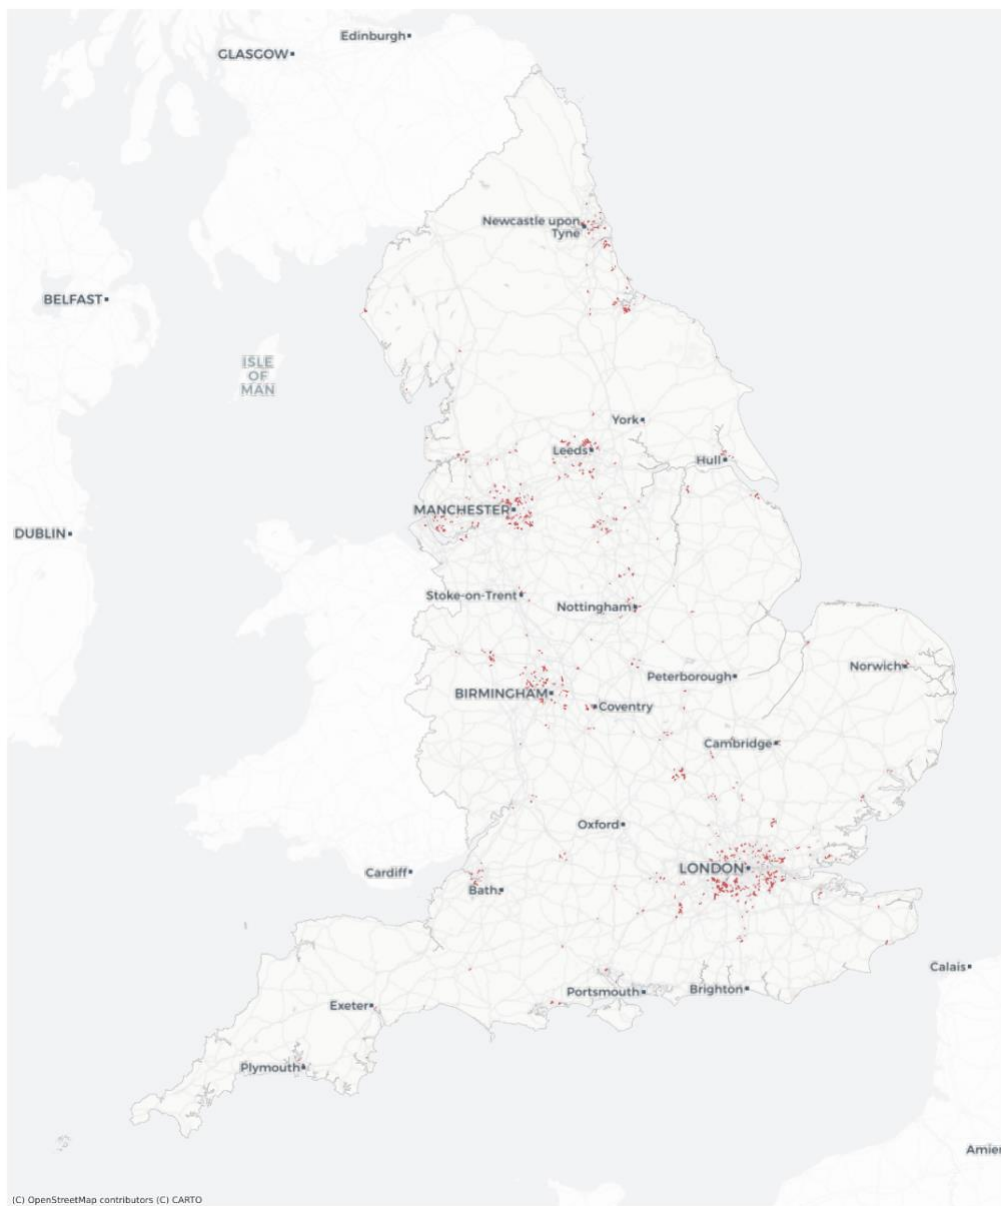 Edinburgh
GLASGOW
Newcastle upon
Tyne
BELFAST
ISLE
OF
MAN
York
Leeds
Hull
MANCHESTER
DUBLIN
Stoke-on-Trent
Nottingham
Norwich
Peterborough
BIRMINGHAM
Coventry
Cambridge
Oxford
LONDON
Cardiff
Bath
Calais
Portsmouth
Brighton
Exeter
Plymouth
Amie
(C) OpenStreetMap contributors (C) CARTO